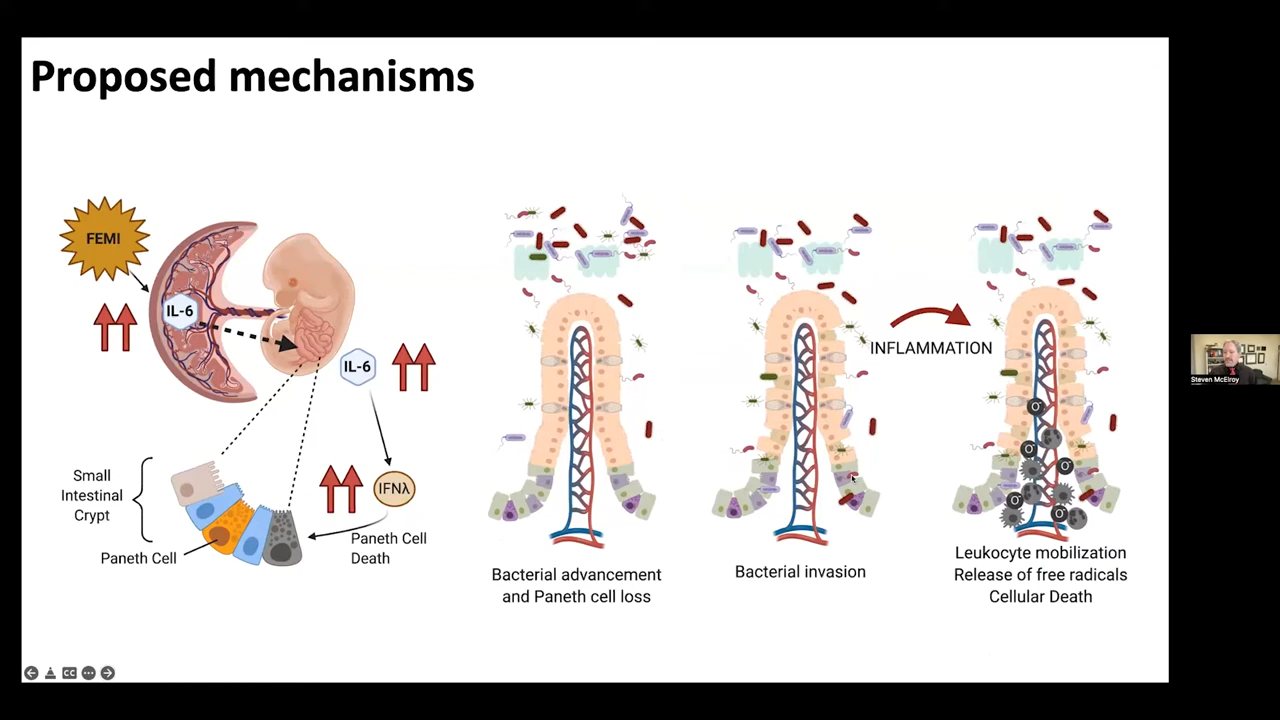 Proposed mechanisms
FEMI
IL-6
IL-6
IFNλ
Small
Intestinal
Crypt
Paneth Cell
Paneth Cell
Death
Bacterial advancement
and Paneth cell loss
Bacterial invasion
INFLAMMATION
Leukocyte mobilization
Release of free radicals
Cellular Death
Steven McElroy
CC